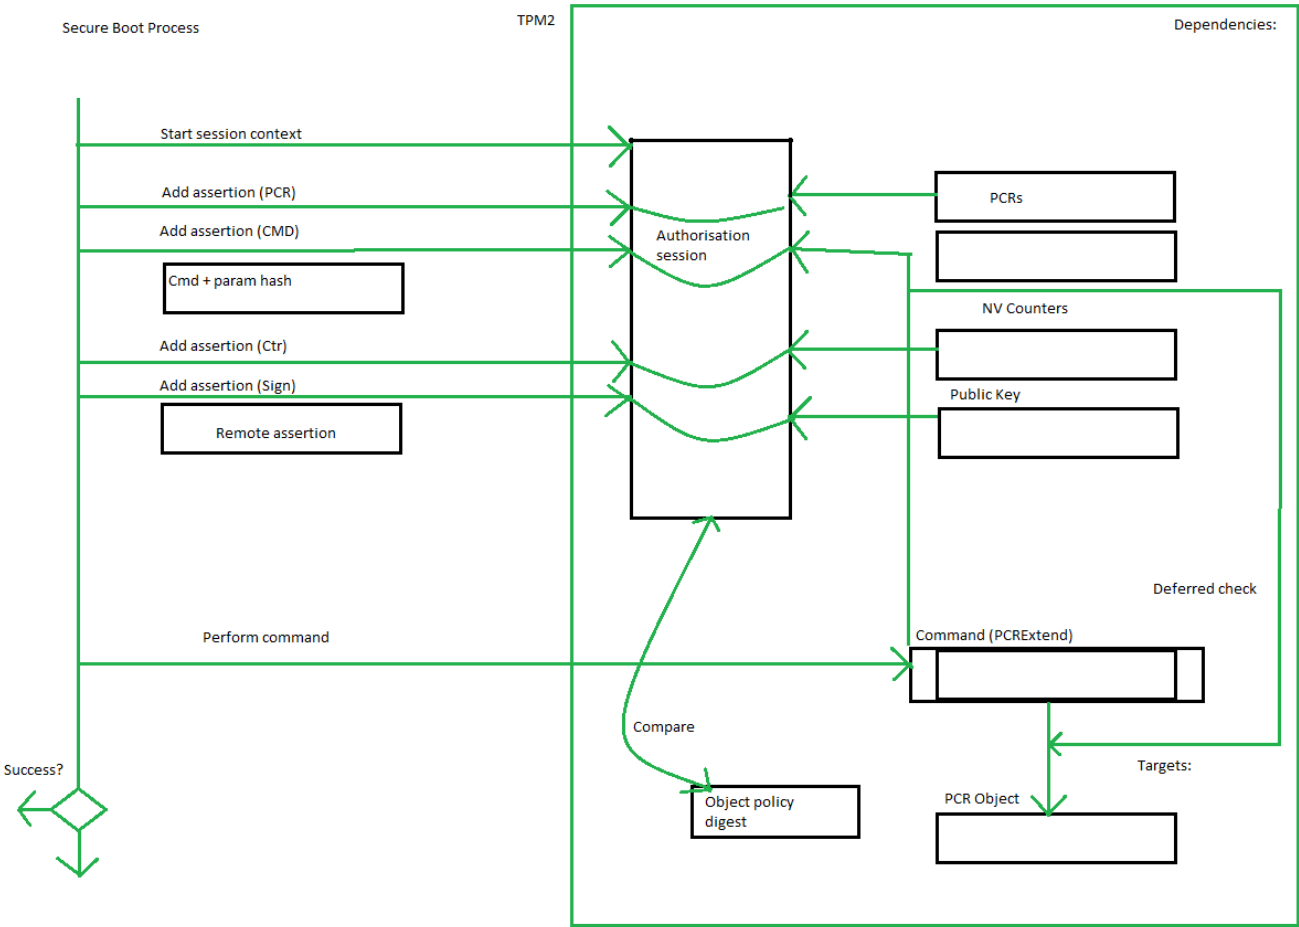 Secure Boot Process
TPM2
Dependencies:
Start session context
Add assertion (PCR)
PCRs
Add assertion (CMD)
Authorisation
session
Cmd + param hash
NV Counters
Add assertion (Ctr)
Add assertion (Sign)
Public Key
Remote assertion
Deferred check
Perform command
Command (PCRExtend)
Compare
Success?
Targets:
Object policy
digest
PCR Object